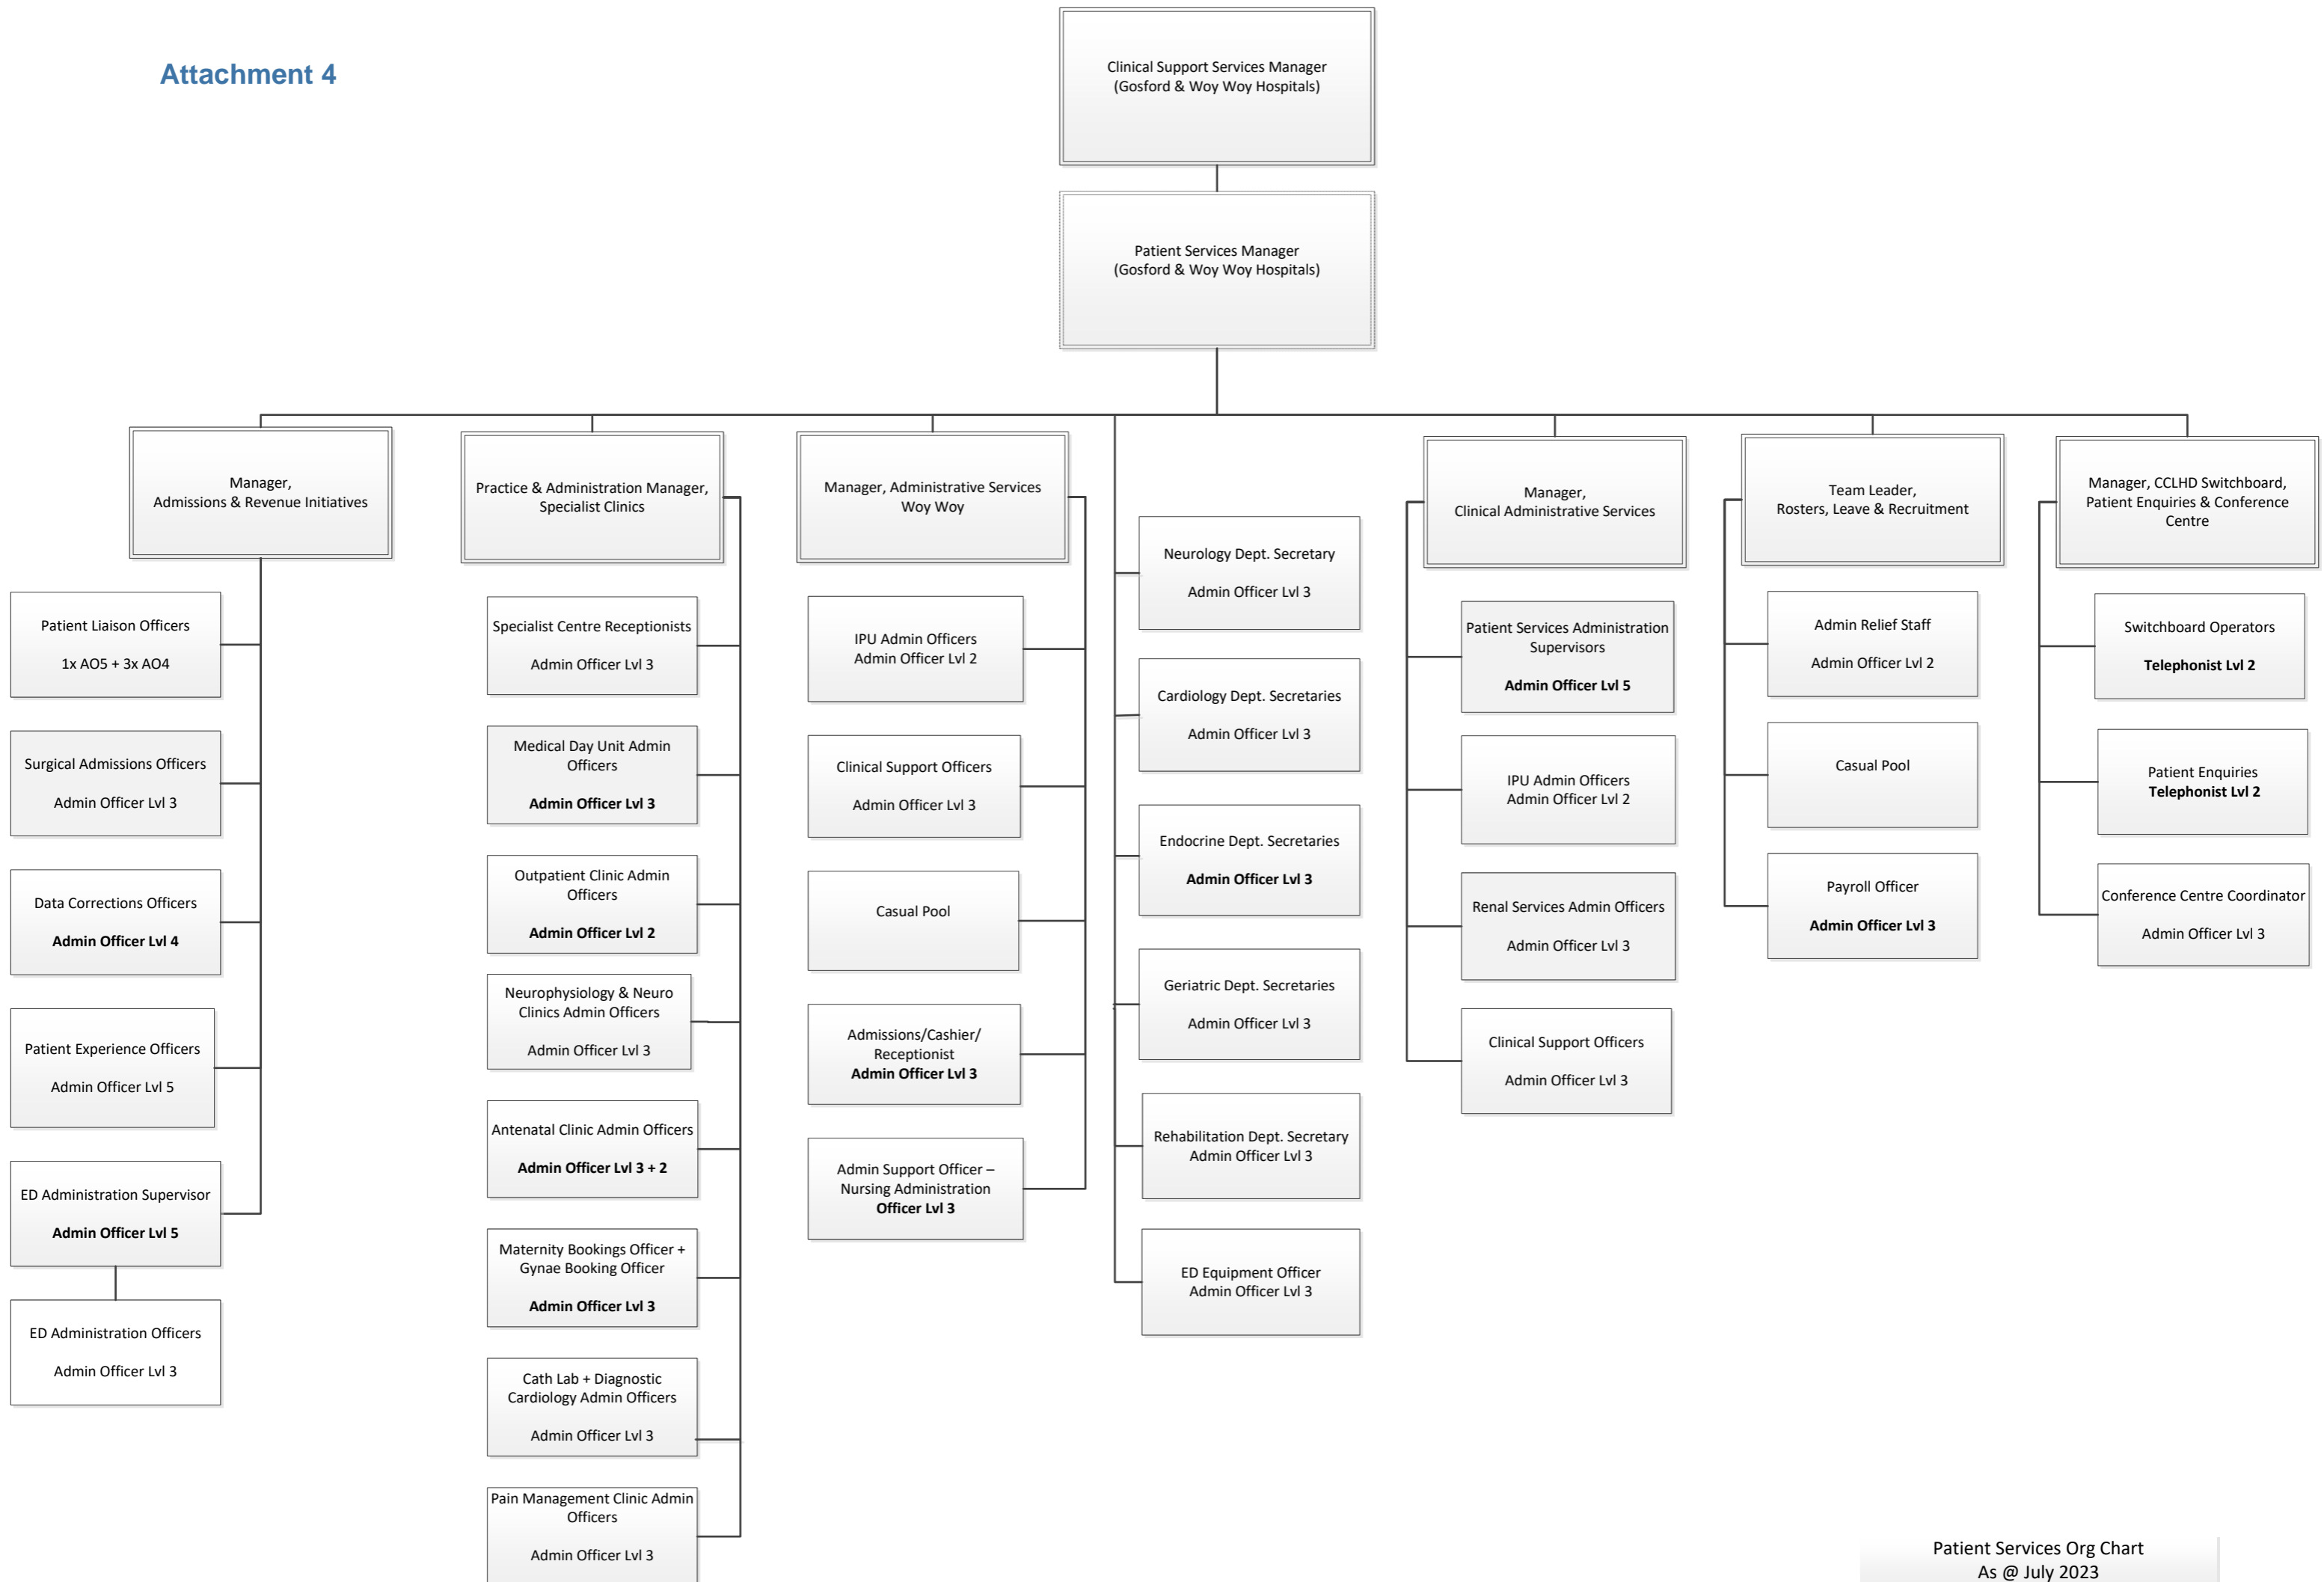 Attachment 4
Clinical Support Services Manager
(Gosford & Woy Woy Hospitals)
Patient Services Manager
(Gosford & Woy Woy Hospitals)
Manager,
Admissions & Revenue Initiatives
Patient Liaison Officers
1x AO5 + 3x AO4
Surgical Admissions Officers
Admin Officer Lvl 3
Data Corrections Officers
Admin Officer Lvl 4
Patient Experience Officers
Admin Officer Lvl 5
ED Administration Supervisor
Admin Officer Lvl 5
ED Administration Officers
Admin Officer Lvl 3
Practice & Administration Manager,
Specialist Clinics
Specialist Centre Receptionists
Admin Officer Lvl 3
Medical Day Unit Admin
Officers
Admin Officer Lvl 3
Outpatient Clinic Admin
Officers
Admin Officer Lvl 2
Neurophysiology & Neuro
Clinics Admin Officers
Admin Officer Lvl 3
Antenatal Clinic Admin Officers
Admin Officer Lvl 3 + 2
Maternity Bookings Officer +
Gynae Booking Officer
Admin Officer Lvl 3
Cath Lab + Diagnostic
Cardiology Admin Officers
Admin Officer Lvl 3
Pain Management Clinic Admin
Officers
Admin Officer Lvl 3
Manager, Administrative Services
Woy Woy
IPU Admin Officers
Admin Officer Lvl 2
Clinical Support Officers
Admin Officer Lvl 3
Casual Pool
Admissions/Cashier/
Receptionist
Admin Officer Lvl 3
Admin Support Officer –
Nursing Administration
Officer Lvl 3
Neurology Dept. Secretary
Admin Officer Lvl 3
Cardiology Dept. Secretaries
Admin Officer Lvl 3
Endocrine Dept. Secretaries
Admin Officer Lvl 3
Geriatric Dept. Secretaries
Admin Officer Lvl 3
Rehabilitation Dept. Secretary
Admin Officer Lvl 3
ED Equipment Officer
Admin Officer Lvl 3
Manager,
Clinical Administrative Services
Patient Services Administration
Supervisors
Admin Officer Lvl 5
IPU Admin Officers
Admin Officer Lvl 2
Renal Services Admin Officers
Admin Officer Lvl 3
Clinical Support Officers
Admin Officer Lvl 3
Team Leader,
Rosters, Leave & Recruitment
Admin Relief Staff
Admin Officer Lvl 2
Casual Pool
Payroll Officer
Admin Officer Lvl 3
Manager, CCLHD Switchboard,
Patient Enquiries & Conference
Centre
Switchboard Operators
Telephonist Lvl 2
Patient Enquiries
Telephonist Lvl 2
Conference Centre Coordinator
Admin Officer Lvl 3
Patient Services Org Chart
As @ July 2023